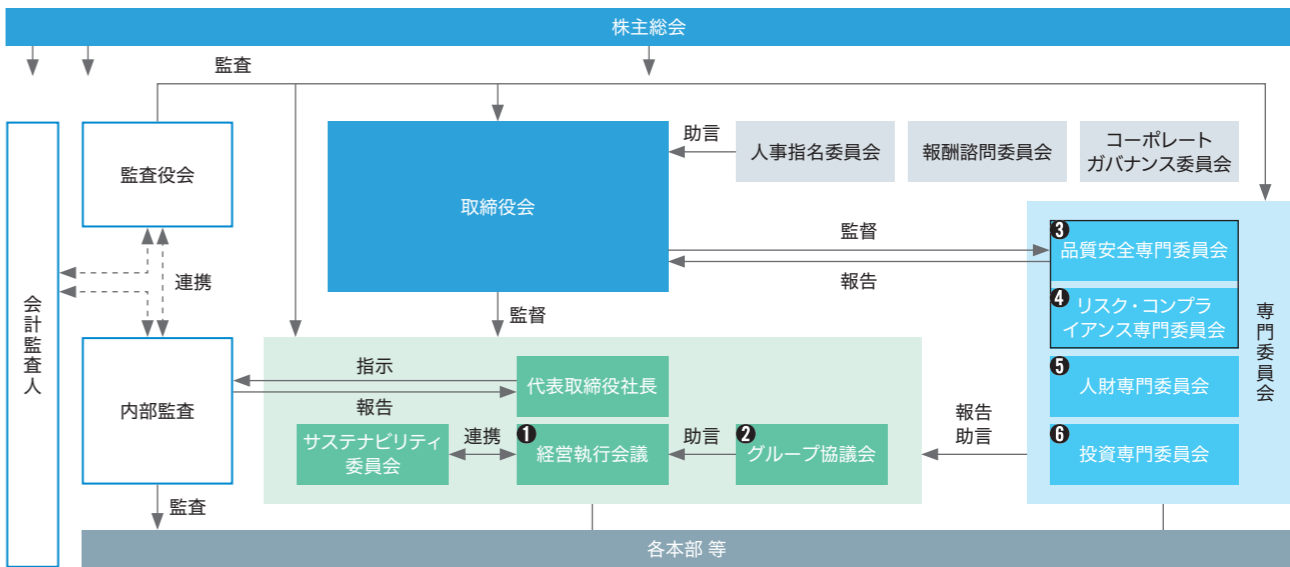 株主総会
監査
会計監査人
監査役会
連携
内部監査
監査
取締役会
助言
人事指名委員会
報酬諮問委員会
コーポレート
ガバナンス委員会
監督
報告
監督
指示
報告
代表取締役社長
サステナビリティ
委員会
連携
❶
経営執行会議
助言
❷
グループ協議会
報告
助言
❸
品質安全専門委員会
❹
リスク・コンプラ
イアンス専門委員会
❺
人財専門委員会
❻
投資専門委員会
専門委員会
各本部 等